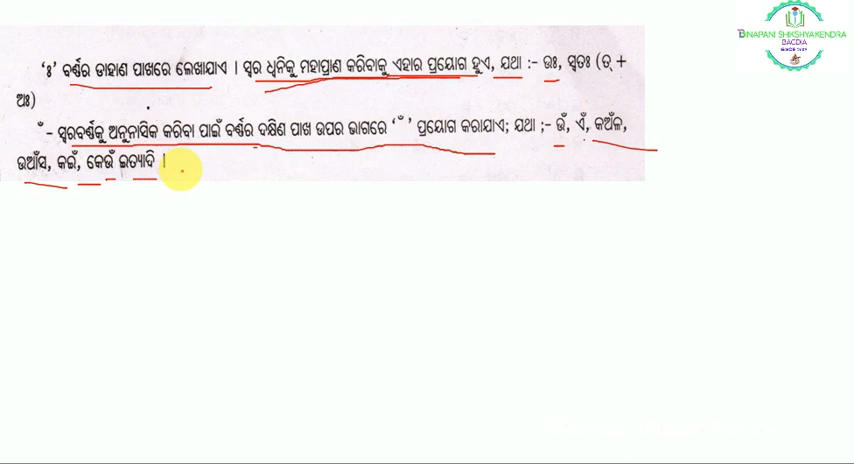 BINAPANI SHIKSHYAKENDRA
BAGDIA
'ଃ' ବର୍ଣ୍ଣର ଡାହାଣ ପାଖରେ ଲେଖାଯାଏ । ସ୍ୱର ଧ୍ୱନିକୁ ମହାପ୍ରାଣ କରିବାକୁ ଏହାର ପ୍ରୟୋଗ ହୁଏ, ଯଥା :- ଉଃ, ସ୍ୱତଃ (ତ୍ +
ଅଃ)
ଁ - ସ୍ୱରବର୍ଣ୍ଣକୁ ଅନୁନାସିକ କରିବା ପାଇଁ ବର୍ଣ୍ଣର ଦକ୍ଷିଣ ପାଖ ଉପର ଭାଗରେ 'ଁ' ପ୍ରୟୋଗ କରାଯାଏ; ଯଥା ;- ଉଁ, ଏଁ, କଅଁଳ,
ଉଆଁସ, କଇଁ, କେଉଁ ଇତ୍ୟାଦି ।